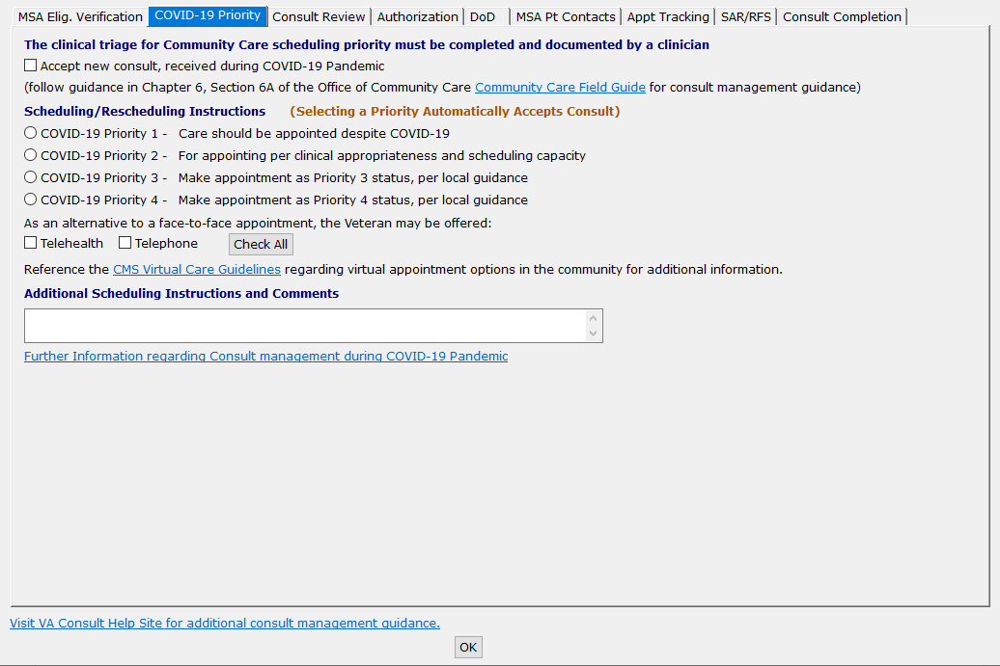 MSA Elig. Verification COVID-19 Priority Consult Review Authorization DoD MSA Pt Contacts Appt Tracking SAR/RFS Consult Completion
The clinical triage for Community Care scheduling priority must be completed and documented by a clinician
Accept new consult, received during COVID-19 Pandemic
(follow guidance in Chapter 6, Section 6A of the Office of Community Care Community Care Field Guide for consult management guidance)
Scheduling/Rescheduling Instructions (Selecting a Priority Automatically Accepts Consult)
COVID-19 Priority 1 - Care should be appointed despite COVID-19
COVID-19 Priority 2 - For appointing per clinical appropriateness and scheduling capacity
COVID-19 Priority 3 - Make appointment as Priority 3 status, per local guidance
COVID-19 Priority 4 - Make appointment as Priority 4 status, per local guidance
As an alternative to a face-to-face appointment, the Veteran may be offered:
Telehealth Telephone Check All
Reference the CMS Virtual Care Guidelines regarding virtual appointment options in the community for additional information.
Additional Scheduling Instructions and Comments
Further Information regarding Consult management during COVID-19 Pandemic
Visit VA Consult Help Site for additional consult management guidance.
OK